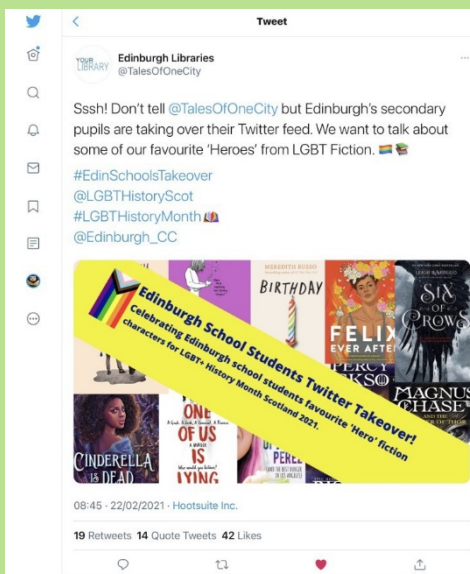 Tweet
YOUR
LIBRARY
Edinburgh Libraries
@TalesOfOneCity
Sssh! Don't tell @TalesOfOneCity but Edinburgh's secondary
pupils are taking over their Twitter feed. We want to talk about
some of our favourite 'Heroes' from LGBT Fiction.
#EdinSchoolsTakeover
@LGBTHistoryScot
#LGBTHistoryMonth
@Edinburgh_CC
Edinburgh School Students Twitter Takeover!
Celebrating Edinburgh school students favourite 'Hero' fiction
characters for LGBT+ History Month Scotland 2021.
MEREDITH RUSSO
BIRTHDAY
FELIX
EVER AFTER
SIX
OF
CROWS
PERCY
MAGNUS
CHASE
CINDERELLA
IS DEAD
ONE
OF US
IS
LYING
08:45 · 22/02/2021 · Hootsuite Inc.
19 Retweets 14 Quote Tweets 42 Likes